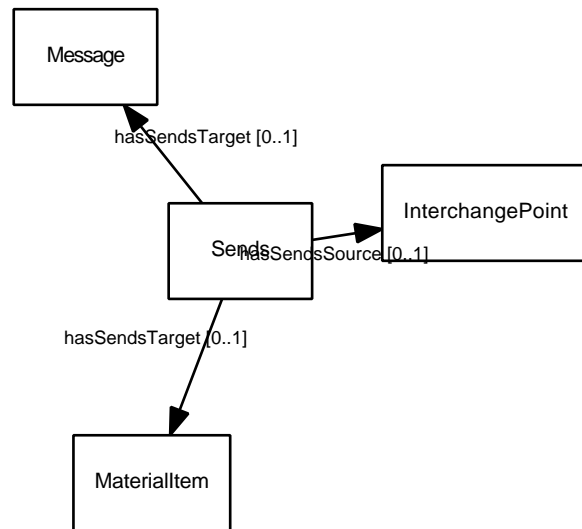 Message
hasSendsTarget [0..1]
InterchangePoint
Sends
hasSendsSource [0..1]
hasSendsTarget [0..1]
MaterialItem